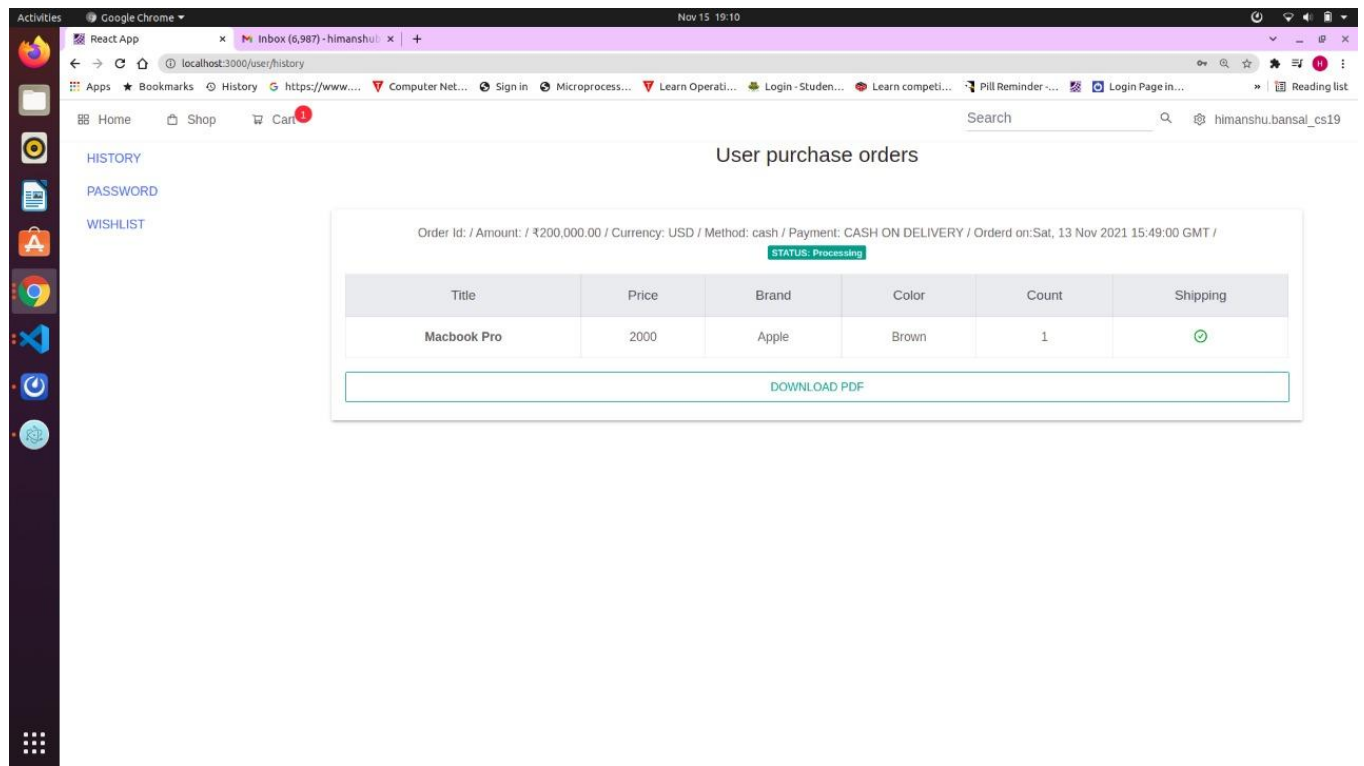 Activities Google Chrome Nov 15 19:10
React App Inbox (6,987) - himanshub
localhost:3000/user/history
Apps Bookmarks History https://www.... Computer Net... Sign in Microprocess... Learn Operati... Login - Studen... Learn competi... Pill Reminder -... Login Page in... » Reading list
Home Shop Cart 1 Search himanshu.bansal_cs19
HISTORY
PASSWORD
WISHLIST
User purchase orders
Order Id: / Amount: / ₹200,000.00 / Currency: USD / Method: cash / Payment: CASH ON DELIVERY / Orderd on:Sat, 13 Nov 2021 15:49:00 GMT /
STATUS: Processing
Title Price Brand Color Count Shipping
Macbook Pro 2000 Apple Brown 1
DOWNLOAD PDF